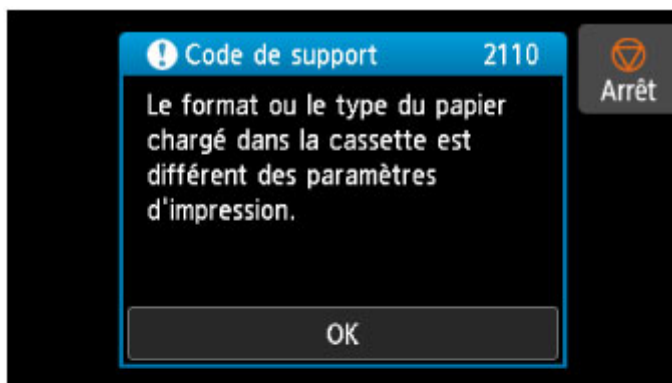 Code de support 2110
Arrêt
Le format ou le type du papier
chargé dans la cassette est
différent des paramètres
d'impression.
OK